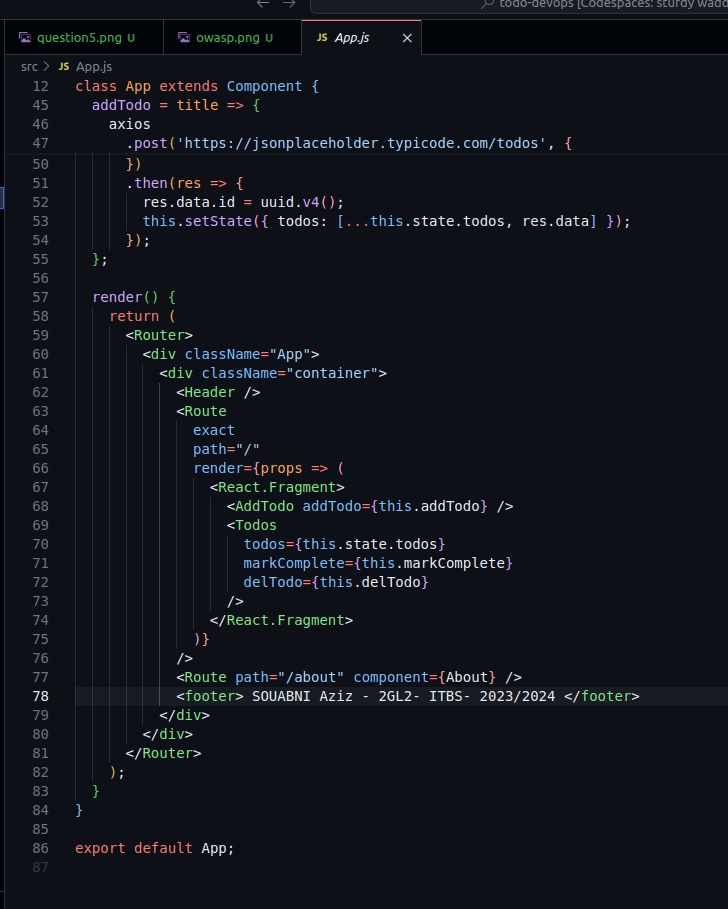 todo-devops [Codespaces: sturdy wadd
question5.png U
owasp.png U
JS App.js ×
src > JS App.js
12 class App extends Component {
45   addTodo = title => {
46     axios
47       .post('https://jsonplaceholder.typicode.com/todos', {
50       })
51       .then(res => {
52         res.data.id = uuid.v4();
53         this.setState({ todos: [...this.state.todos, res.data] });
54       });
55   };
56
57   render() {
58     return (
59       <Router>
60         <div className="App">
61           <div className="container">
62             <Header />
63             <Route
64               exact
65               path="/"
66               render={props => (
67                 <React.Fragment>
68                   <AddTodo addTodo={this.addTodo} />
69                   <Todos
70                     todos={this.state.todos}
71                     markComplete={this.markComplete}
72                     delTodo={this.delTodo}
73                   />
74                 </React.Fragment>
75               )}
76             />
77             <Route path="/about" component={About} />
78             <footer> SOUABNI Aziz - 2GL2- ITBS- 2023/2024 </footer>
79           </div>
80         </div>
81       </Router>
82     );
83   }
84 }
85
86 export default App;
87